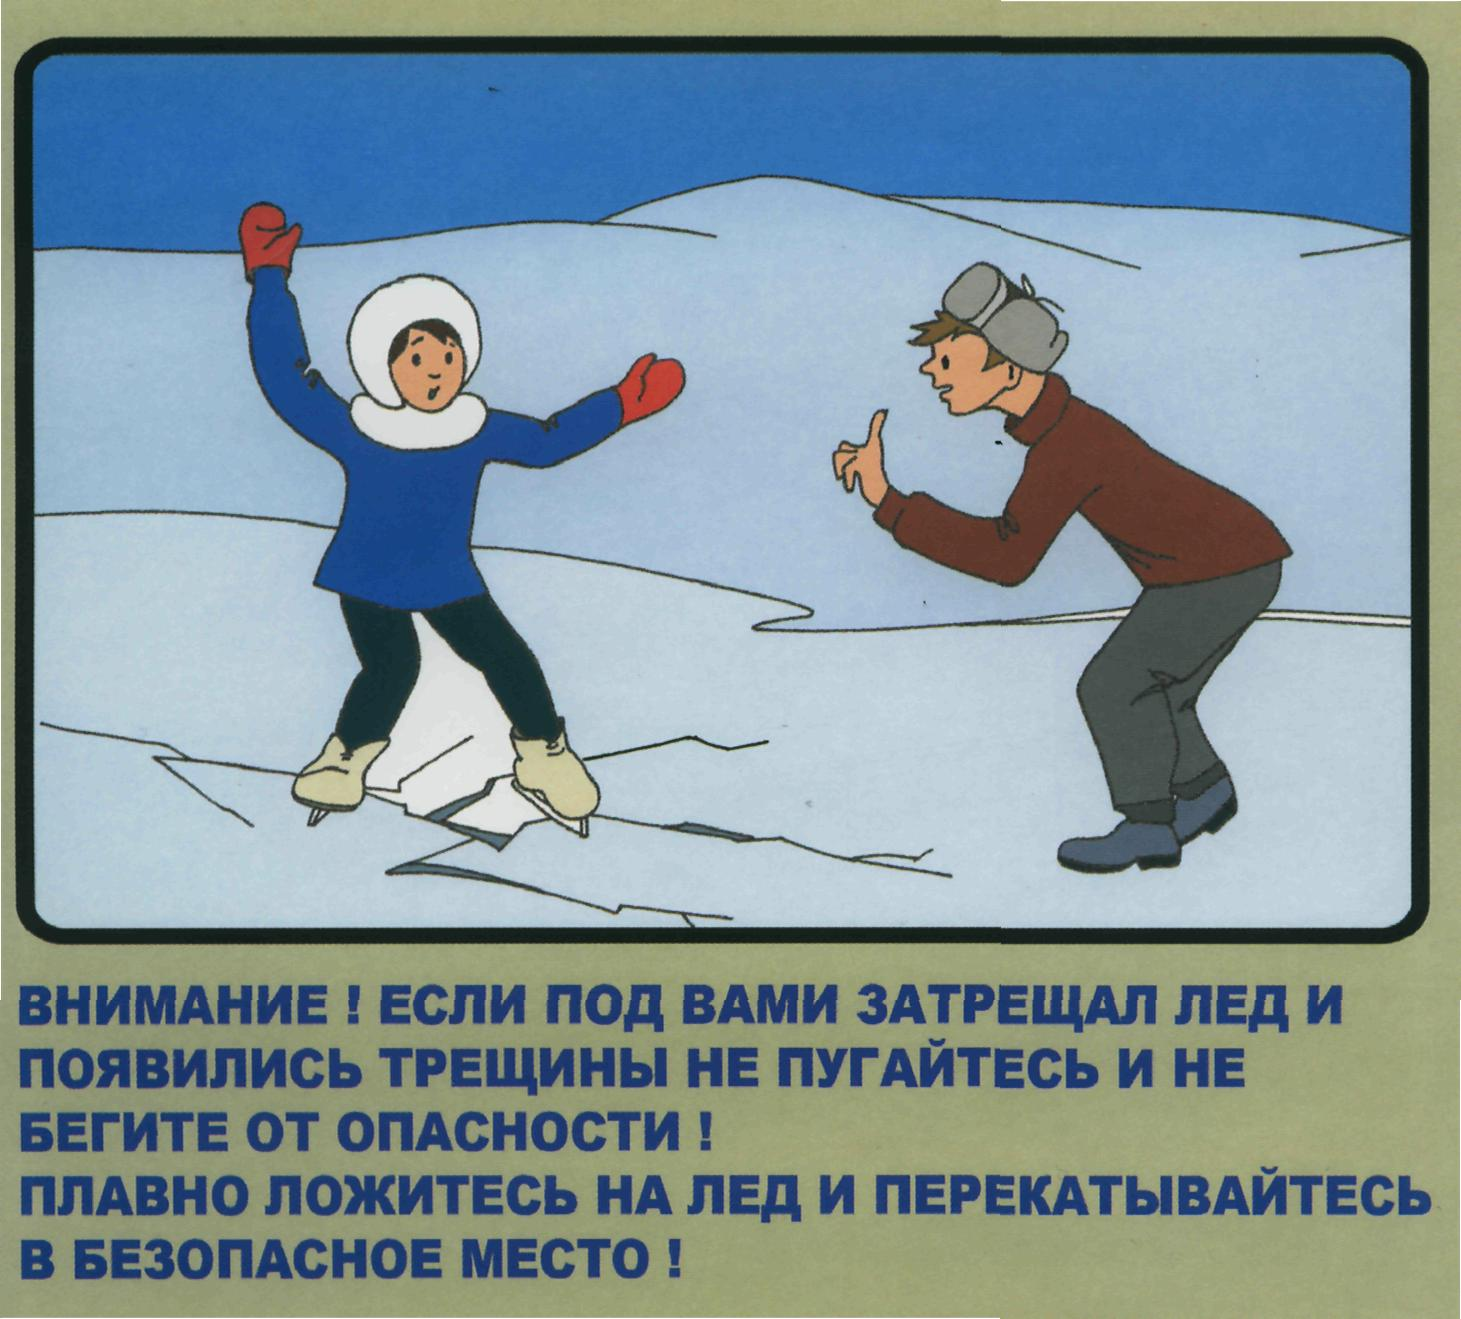 ВНИМАНИЕ ! ЕСЛИ ПОД ВАМИ ЗАТРЕЩАЛ ЛЕД И
ПОЯВИЛИСЬ ТРЕЩИНЫ НЕ ПУГАЙТЕСЬ И НЕ
БЕГИТЕ ОТ ОПАСНОСТИ !
ПЛАВНО ЛОЖИТЕСЬ НА ЛЕД И ПЕРЕКАТЫВАЙТЕСЬ
В БЕЗОПАСНОЕ МЕСТО !